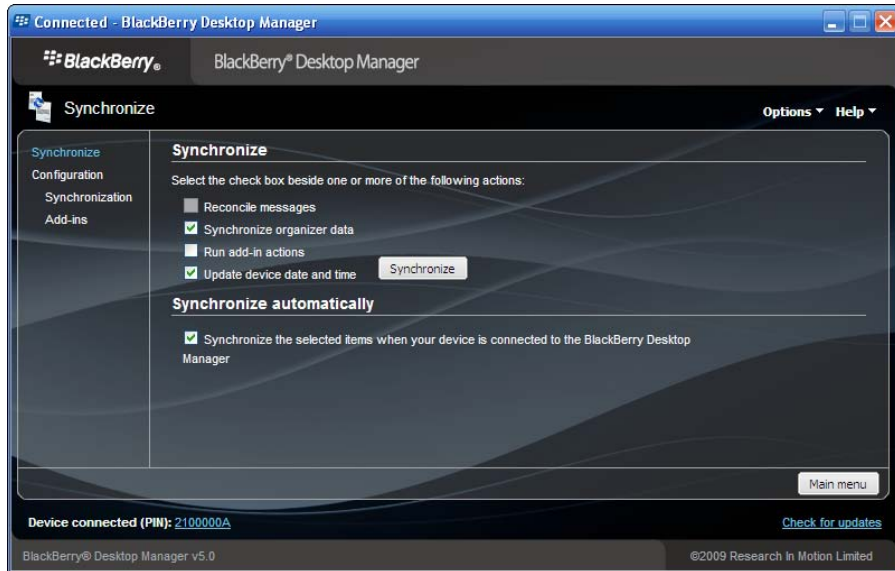 Connected - BlackBerry Desktop Manager
BlackBerry® BlackBerry® Desktop Manager
Synchronize Options Help
Synchronize
Configuration
Synchronization
Add-ins
Synchronize
Select the check box beside one or more of the following actions:
Reconcile messages
Synchronize organizer data
Run add-in actions
Update device date and time Synchronize
Synchronize automatically
Synchronize the selected items when your device is connected to the BlackBerry Desktop
Manager
Main menu
Device connected (PIN): 2100000A Check for updates
BlackBerry® Desktop Manager v5.0 ©2009 Research In Motion Limited